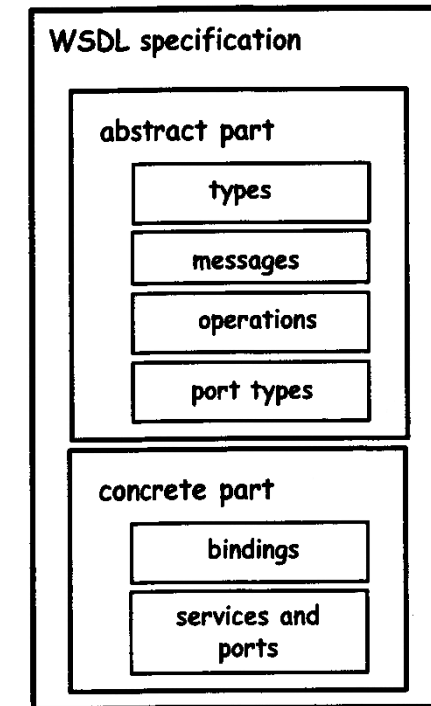 WSDL specification
abstract part
types
messages
operations
port types
concrete part
bindings
services and
ports